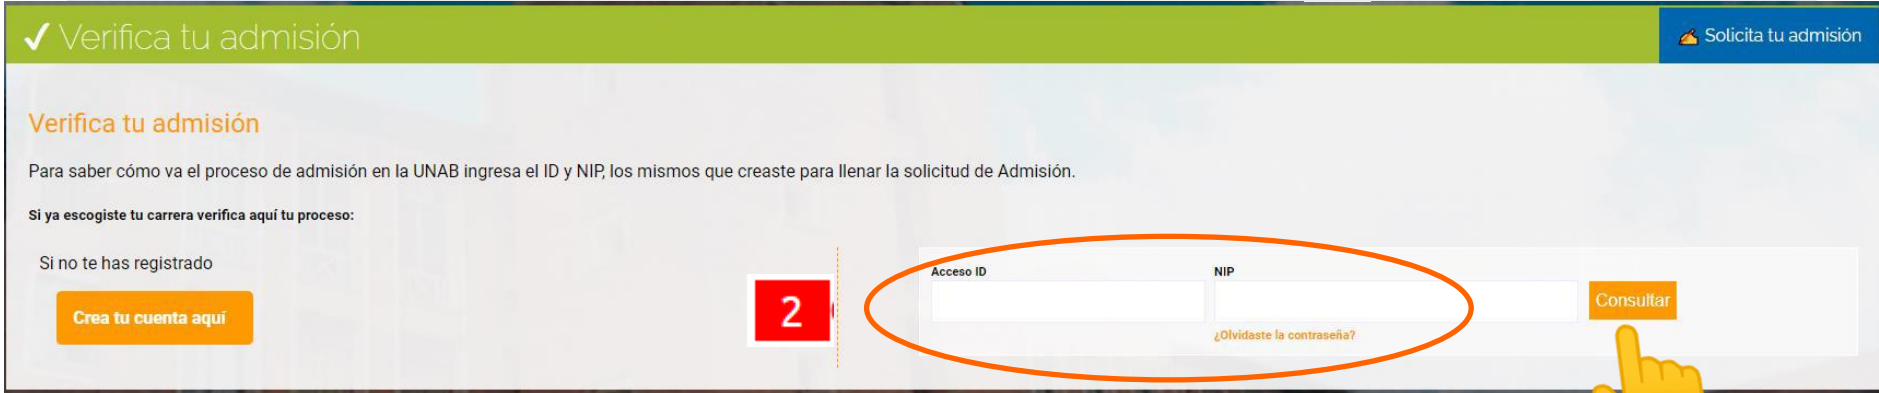 ✓ Verifica tu admisión
✍ Solicita tu admisión
Verifica tu admisión
Para saber cómo va el proceso de admisión en la UNAB ingresa el ID y NIP, los mismos que creaste para llenar la solicitud de Admisión.
Si ya escogiste tu carrera verifica aquí tu proceso:
Si no te has registrado
Crea tu cuenta aquí
2
Acceso ID
NIP
Consultar
¿Olvidaste la contraseña?